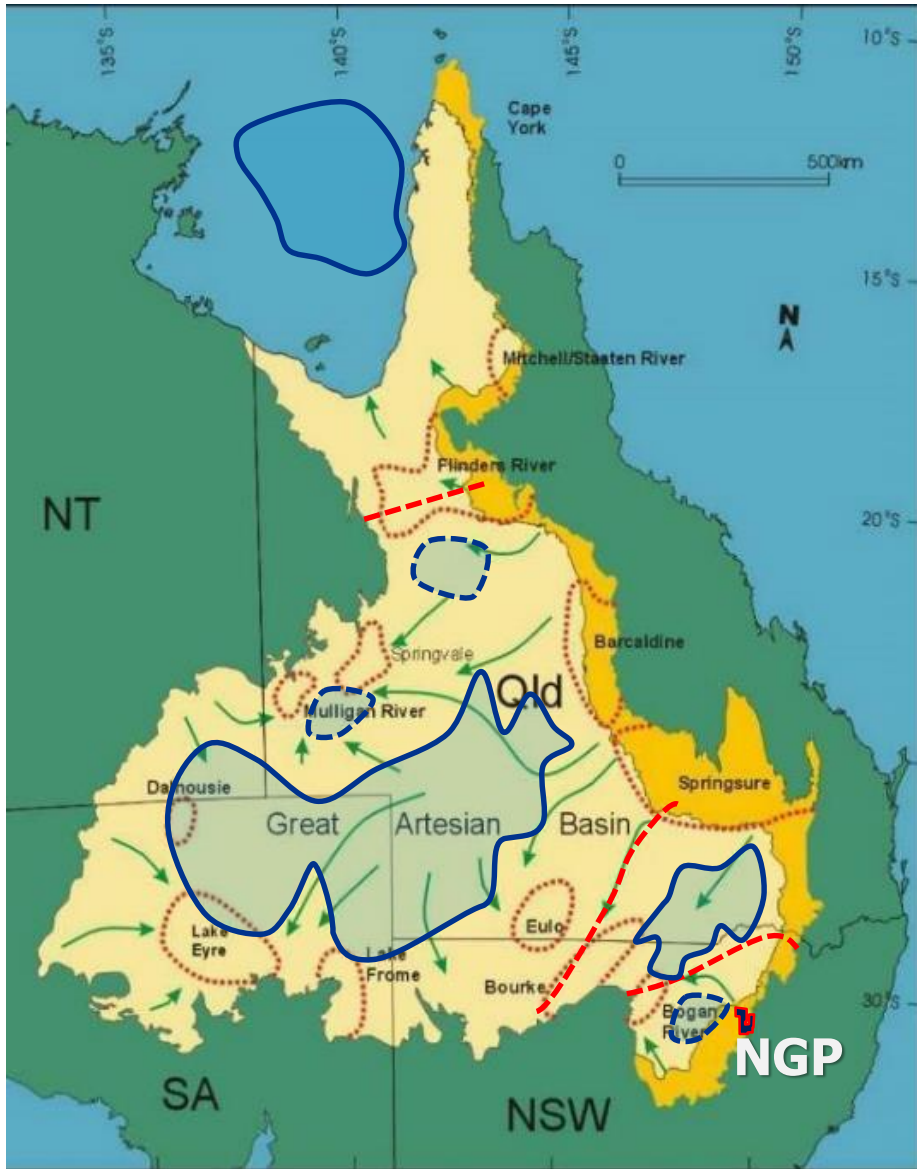 135°S
140°S
145°S
150°S
10°S
Cape
York
0
500km
15°S
N
Mitchell/Staaten River
Flinders River
NT
20°S
Barcaldine
Springvale
Qld
Mulligan River
Springsure
Dalhousie
Great
Artesian
Basin
Lake
Eyre
Eulo
Lake
Frome
Bourke
Bogan
River
30°S
NGP
SA
NSW